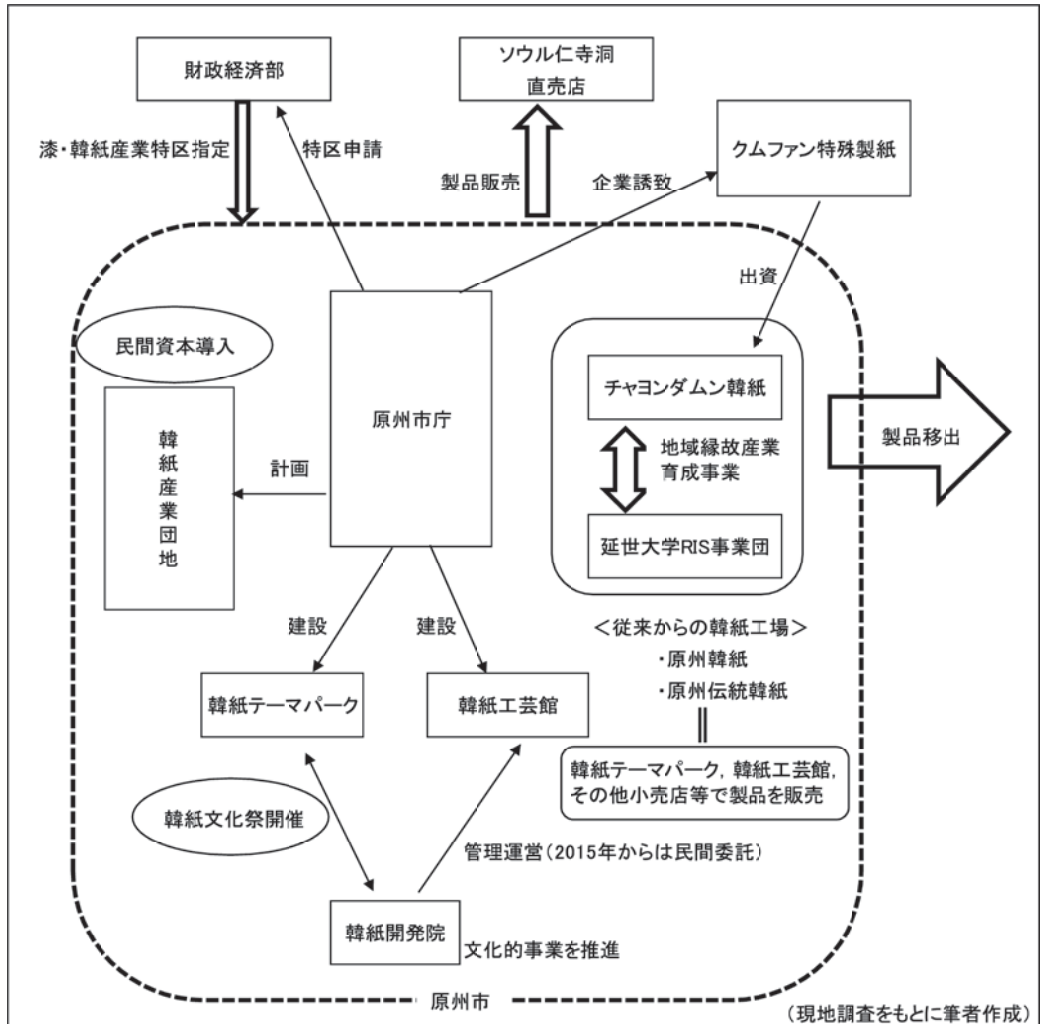 財政経済部
ソウル仁寺洞
直売店
クムファン特殊製紙
漆・韓紙産業特区指定
特区申請
製品販売
企業誘致
出資
民間資本導入
原州市庁
チャヨンダムン韓紙
製品移出
韓紙産業団地
計画
地域縁故産業
育成事業
延世大学RIS事業団
建設
建設
＜従来からの韓紙工場＞
・原州韓紙
・原州伝統韓紙
韓紙テーマパーク
韓紙工芸館
韓紙テーマパーク，韓紙工芸館，
その他小売店等で製品を販売
韓紙文化祭開催
管理運営（2015年からは民間委託）
韓紙開発院
文化的事業を推進
原州市
（現地調査をもとに筆者作成）